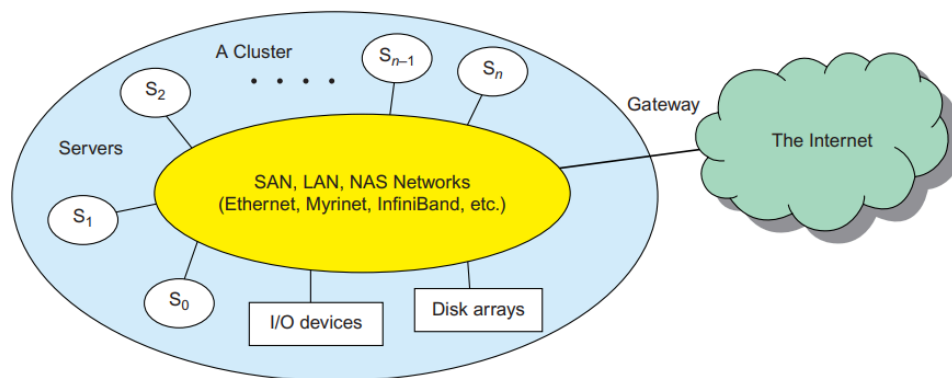 A Cluster
. . . . .
S0
S1
S2
Sn–1
Sn
Servers
Gateway
The Internet
SAN, LAN, NAS Networks
(Ethernet, Myrinet, InfiniBand, etc.)
I/O devices
Disk arrays